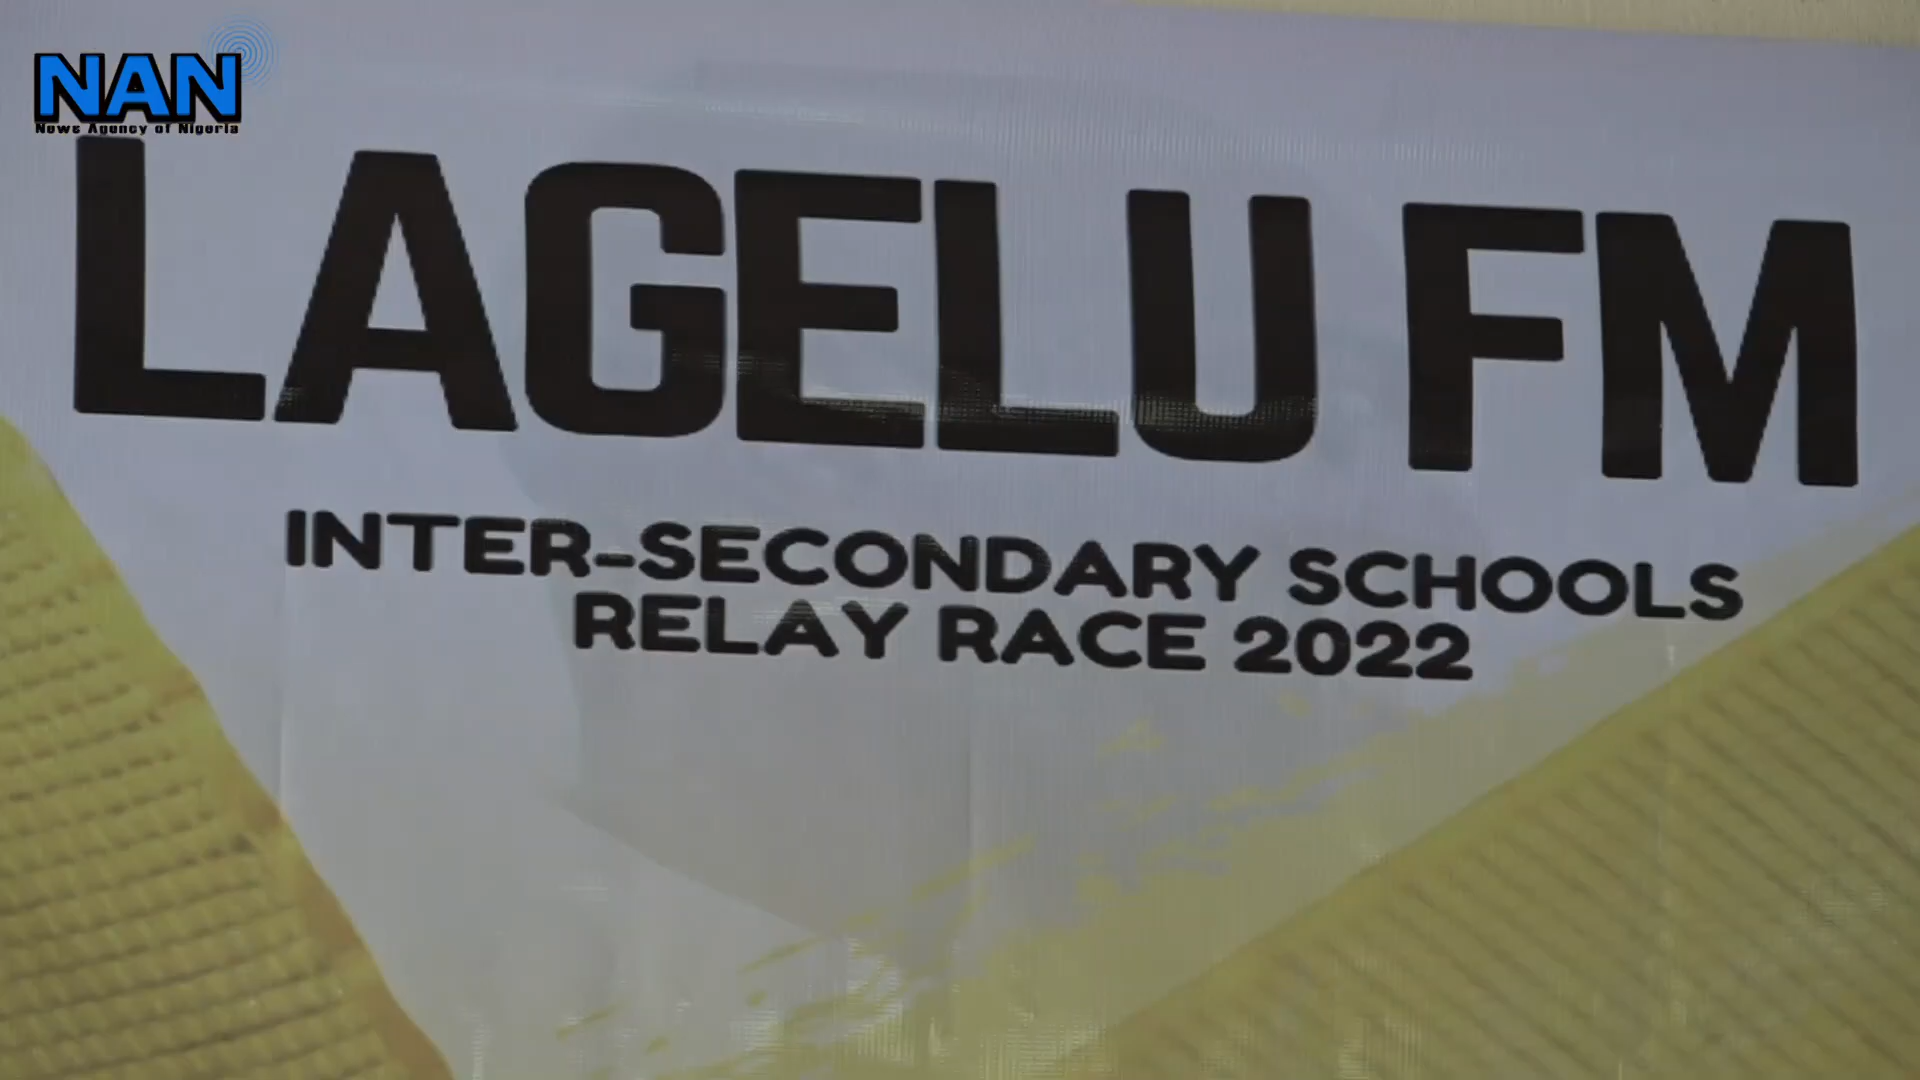 NAN
News Agency of Nigeria
LAGELU FM
INTER-SECONDARY SCHOOLS
RELAY RACE 2022